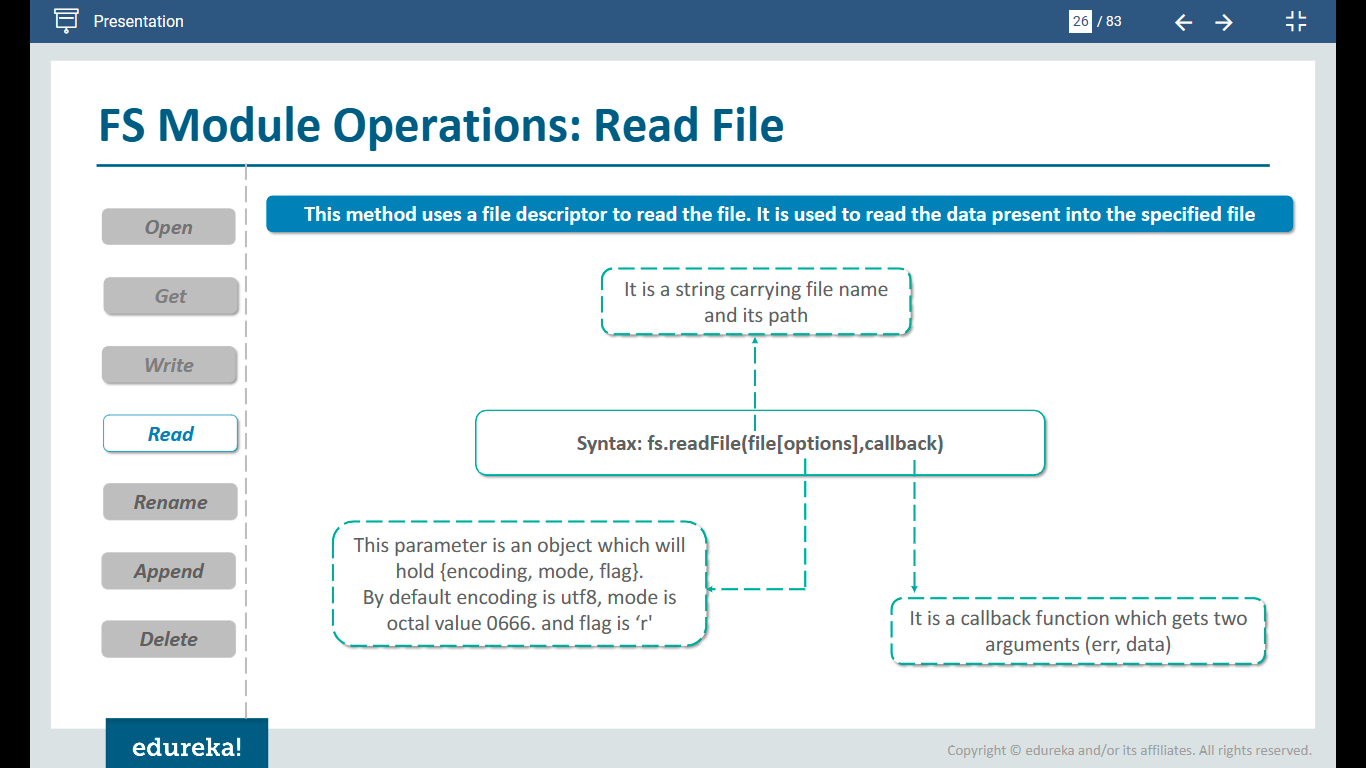 Presentation
26 / 83
FS Module Operations: Read File
This method uses a file descriptor to read the file. It is used to read the data present into the specified file
Open
Get
Write
Read
Rename
Append
Delete
It is a string carrying file name
and its path
Syntax: fs.readFile(file[options],callback)
This parameter is an object which will
hold {encoding, mode, flag}.
By default encoding is utf8, mode is
octal value 0666. and flag is ‘r'
It is a callback function which gets two
arguments (err, data)
edureka!
Copyright © edureka and/or its affiliates. All rights reserved.